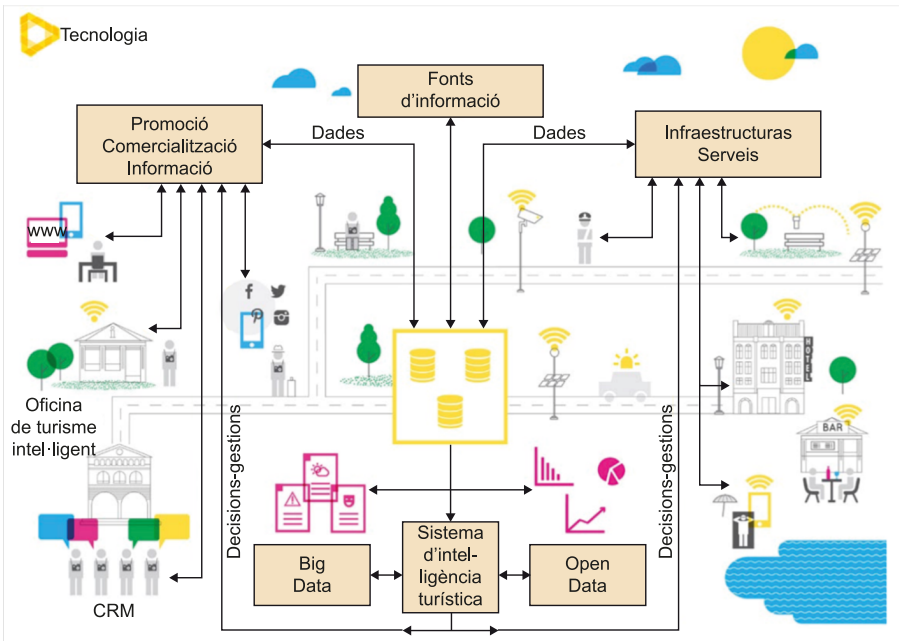 Tecnologia
Fonts
d'informació
Promoció
Comercialització
Informació
Dades
Dades
Infraestructuras
Serveis
www
Oficina
de turisme
intel·ligent
HOTEL
BAR
Decisions-gestions
Decisions-gestions
Sistema
d'intel-
ligència
turística
Big
Data
Open
Data
CRM